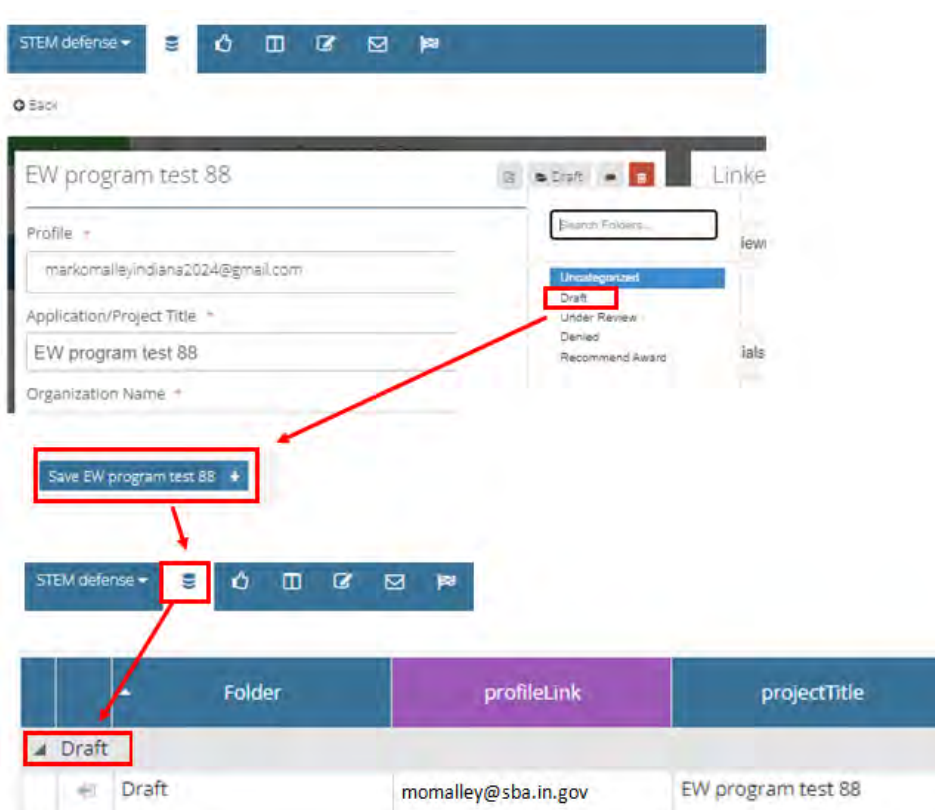 STEM defense
Back
EW program test 88
Draft
Linke
Search Folders...
Profile *
iewe
markomalleyindiana2024@gmail.com
Uncategorized
Draft
Application/Project Title *
Under Review
Denied
EW program test 88
Recommend Award
ials
Organization Name *
Save EW program test 88 +
STEM defense
Folder
profileLink
projectTitle
Draft
Draft
momalley@sba.in.gov
EW program test 88